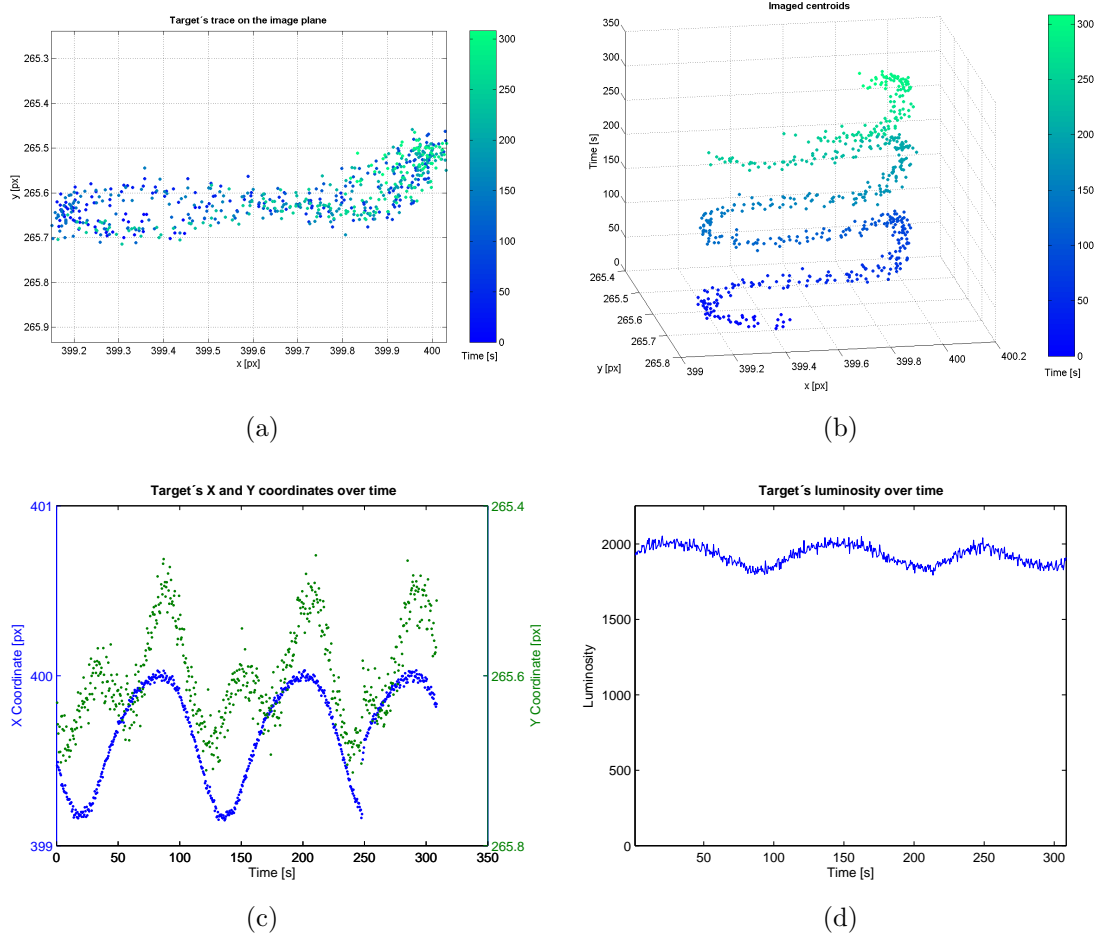 Target´s trace on the image plane
265.3
265.4
265.5
265.6
265.7
265.8
265.9
y [px]
399.2 399.3 399.4 399.5 399.6 399.7 399.8 399.9 400
x [px]
300
250
200
150
100
50
0
Time [s]
(a)
Imaged centroids
350
300
250
200
150
100
50
0
Time [s]
265.4
265.5
265.6
265.7
265.8
y [px]
399 399.2 399.4 399.6 399.8 400 400.2
x [px]
300
250
200
150
100
50
0
Time [s]
(b)
Target´s X and Y coordinates over time
401
400
399
X Coordinate [px]
265.4
265.6
265.8
Y Coordinate [px]
0 50 100 150 200 250 300 350
Time [s]
(c)
Target´s luminosity over time
2000
1500
1000
500
0
Luminosity
50 100 150 200 250 300
Time [s]
(d)